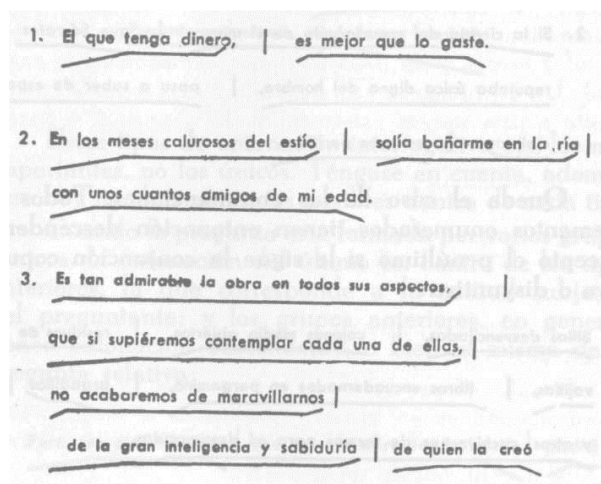 1. El que tenga dinero, | es mejor que lo gaste.
2. En los meses calurosos del estío | solía bañarme en la ría |
con unos cuantos amigos de mi edad.
3. Es tan admirable la obra en todos sus aspectos,
que si supiéremos contemplar cada una de ellas, |
no acabaremos de maravillarnos |
de la gran inteligencia y sabiduría | de quien la creó